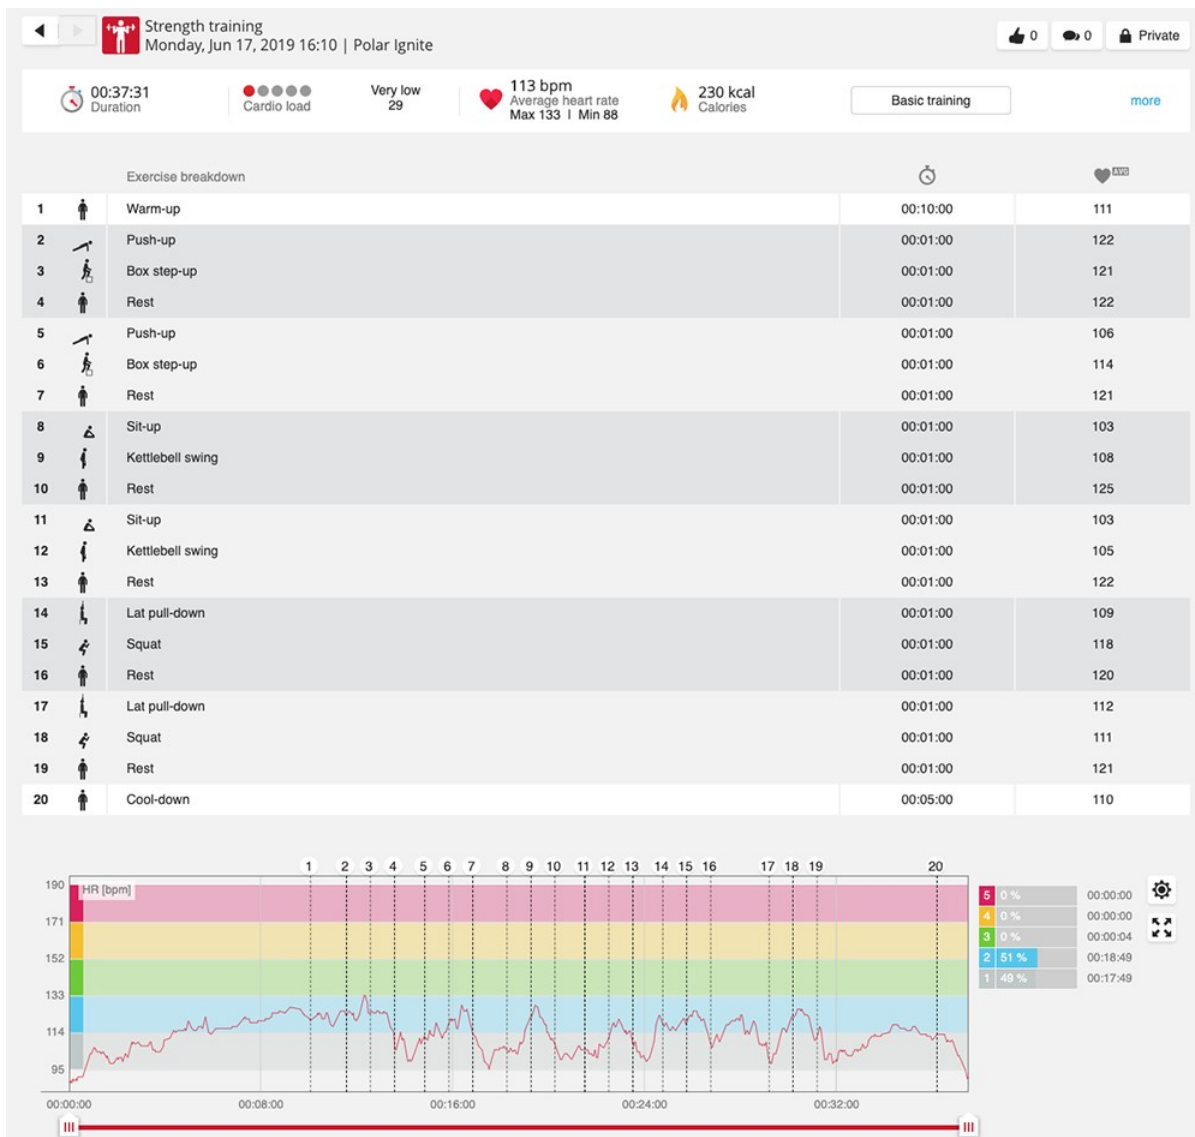 Strength training
Monday, Jun 17, 2019 16:10 | Polar Ignite
0
0
Private
00:37:31
Duration
Cardio load
Very low
29
113 bpm
Average heart rate
Max 133 | Min 88
230 kcal
Calories
Basic training
more
Exercise breakdown AVG
1 Warm-up 00:10:00 111
2 Push-up 00:01:00 122
3 Box step-up 00:01:00 121
4 Rest 00:01:00 122
5 Push-up 00:01:00 106
6 Box step-up 00:01:00 114
7 Rest 00:01:00 121
8 Sit-up 00:01:00 103
9 Kettlebell swing 00:01:00 108
10 Rest 00:01:00 125
11 Sit-up 00:01:00 103
12 Kettlebell swing 00:01:00 105
13 Rest 00:01:00 122
14 Lat pull-down 00:01:00 109
15 Squat 00:01:00 118
16 Rest 00:01:00 120
17 Lat pull-down 00:01:00 112
18 Squat 00:01:00 111
19 Rest 00:01:00 121
20 Cool-down 00:05:00 110
1 2 3 4 5 6 7 8 9 10 11 12 13 14 15 16 17 18 19 20
HR [bpm]
190
171
152
133
114
95
00:00:00 00:08:00 00:16:00 00:24:00 00:32:00
5 0 % 00:00:00
4 0 % 00:00:00
3 0 % 00:00:04
2 51 % 00:18:49
1 49 % 00:17:49